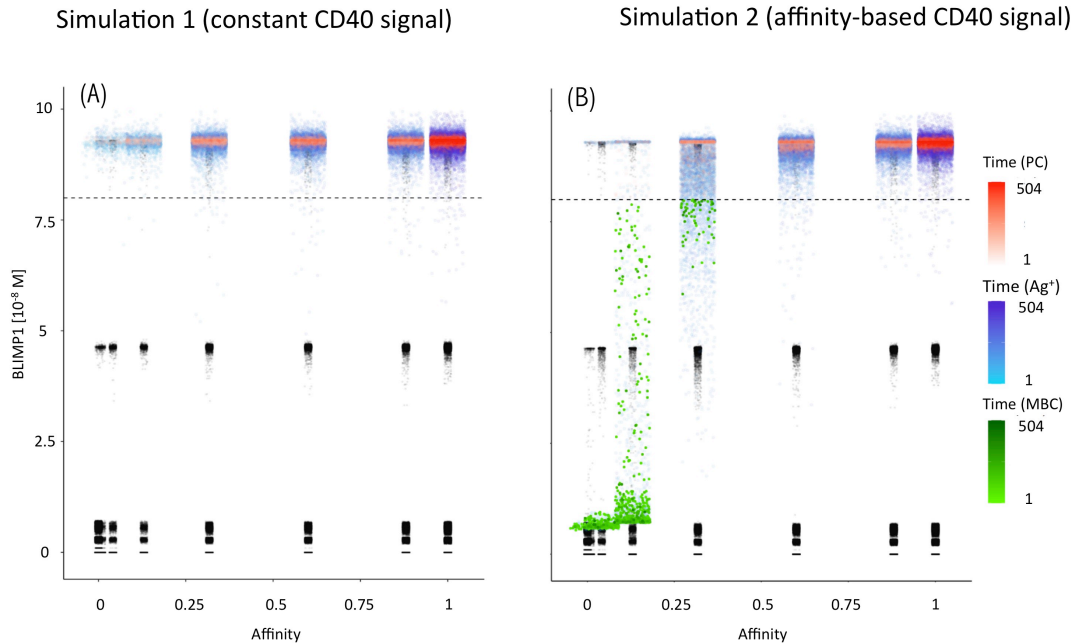 Simulation 1 (constant CD40 signal)
Simulation 2 (affinity-based CD40 signal)
(A)
(B)
10
7.5
5
2.5
0
BLIMP1 [10⁻⁸ M]
0
0.25
0.5
0.75
1
Affinity
0
0.25
0.5
0.75
1
Affinity
Time (PC)
504
1
Time (Ag⁺)
504
1
Time (MBC)
504
1